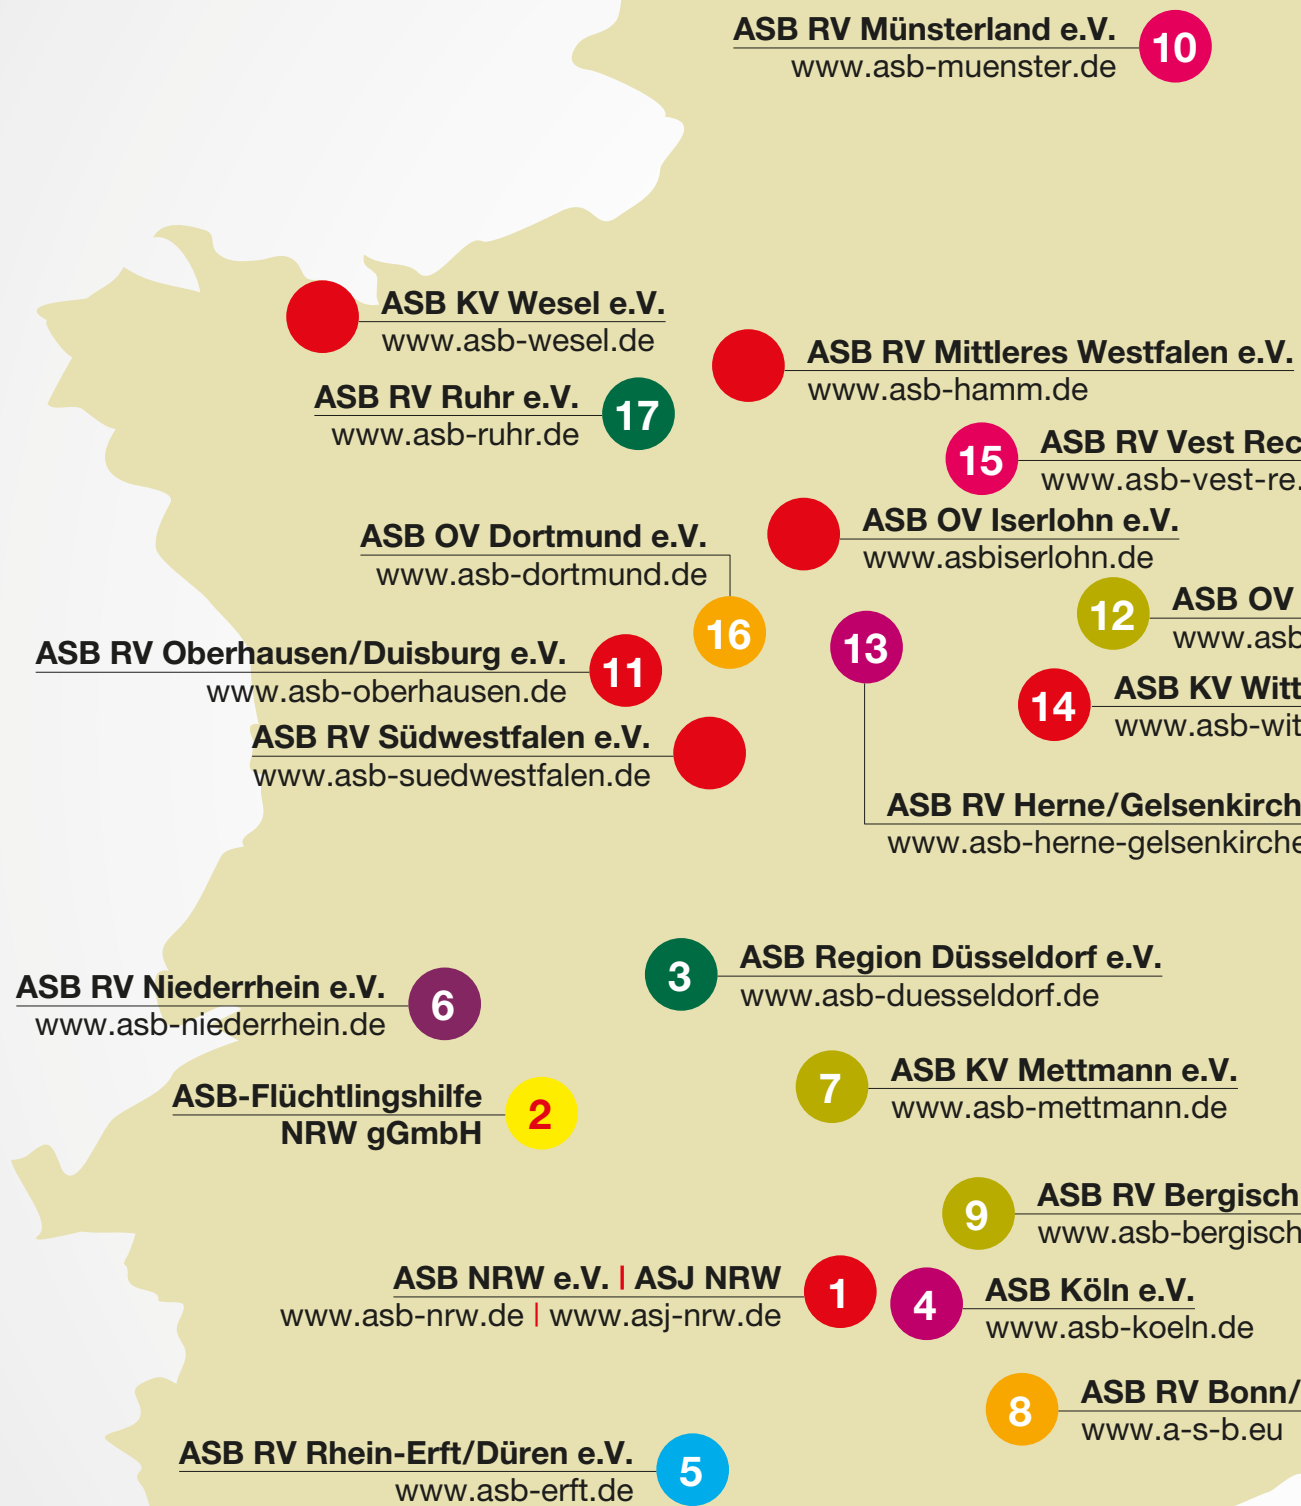 ASB RV Münsterland e.V.
www.asb-muenster.de
10
ASB KV Wesel e.V.
www.asb-wesel.de
ASB RV Mittleres Westfalen e.V.
www.asb-hamm.de
ASB RV Ruhr e.V.
www.asb-ruhr.de
17
15
ASB RV Vest Rec
www.asb-vest-re.
ASB OV Iserlohn e.V.
www.asbiserlohn.de
ASB OV Dortmund e.V.
www.asb-dortmund.de
16
12
ASB OV
www.asb
13
ASB RV Oberhausen/Duisburg e.V.
www.asb-oberhausen.de
11
14
ASB KV Witt
www.asb-wit
ASB RV Südwestfalen e.V.
www.asb-suedwestfalen.de
ASB RV Herne/Gelsenkirch
www.asb-herne-gelsenkirche
3
ASB Region Düsseldorf e.V.
www.asb-duesseldorf.de
ASB RV Niederrhein e.V.
www.asb-niederrhein.de
6
7
ASB KV Mettmann e.V.
www.asb-mettmann.de
ASB-Flüchtlingshilfe
NRW gGmbH
2
9
ASB RV Bergisch
www.asb-bergisch
ASB NRW e.V. | ASJ NRW
www.asb-nrw.de | www.asj-nrw.de
1
4
ASB Köln e.V.
www.asb-koeln.de
8
ASB RV Bonn/
www.a-s-b.eu
ASB RV Rhein-Erft/Düren e.V.
www.asb-erft.de
5